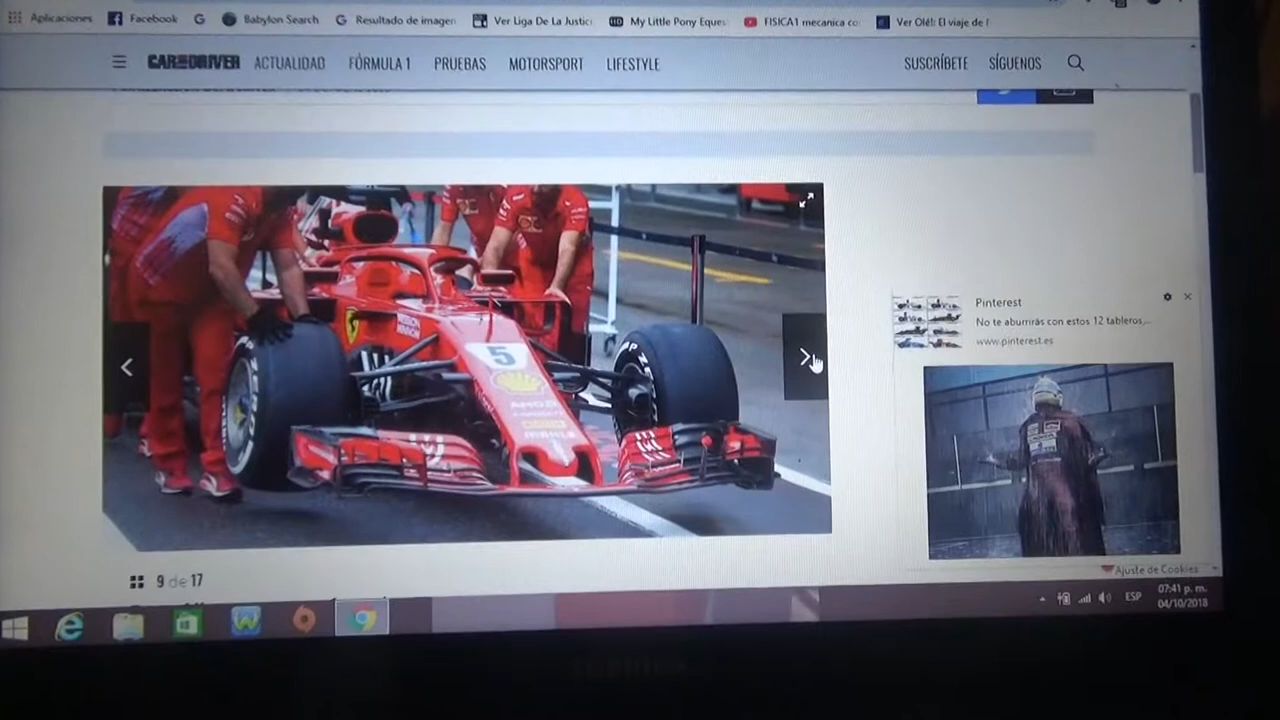 Aplicaciones Facebook G Babylon Search G Resultado de imagen Ver Liga De La Justic HD My Little Pony Eques FISICA1 mecanica co Ver Olé!: El viaje de
CAR AND DRIVER ACTUALIDAD FÓRMULA 1 PRUEBAS MOTORSPORT LIFESTYLE SUSCRÍBETE SÍGUENOS
Pinterest
No te aburrirás con estos 12 tableros,...
www.pinterest.es
5
AMD
MAHLE
9 de 17
Ajuste de Cookies
ESP
07:41 p. m.
04/10/2018